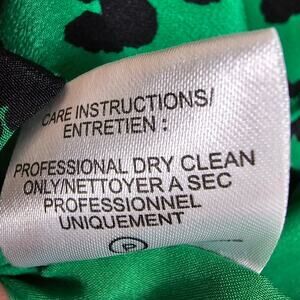 CARE INSTRUCTIONS/
ENTRETIEN :
PROFESSIONAL DRY CLEAN
ONLY/NETTOYER A SEC
PROFESSIONNEL
UNIQUEMENT
P